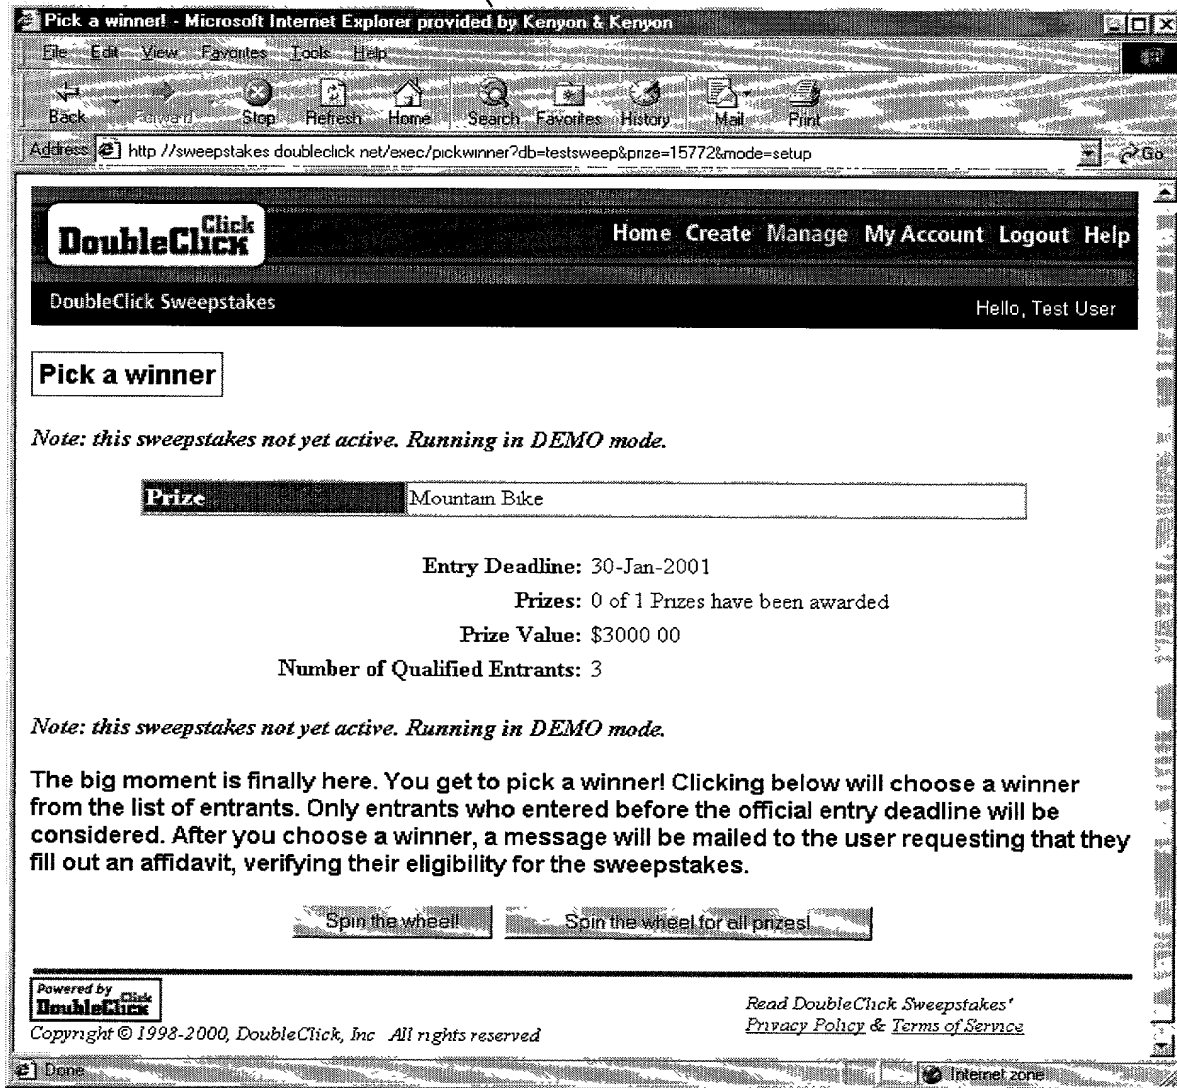 Pick a winner! - Microsoft Internet Explorer provided by Kenyon & Kenyon
File Edit View Favorites Tools Help
Back Forward Stop Refresh Home Search Favorites History Mail Print
Address http //sweepstakes doubleclick net/exec/pickwinner?db=testsweep&prize=15772&mode=setup Go
Click
DoubleClick
Home Create Manage My Account Logout Help
DoubleClick Sweepstakes
Hello, Test User
Pick a winner
Note: this sweepstakes not yet active. Running in DEMO mode.
Prize Mountain Bike
Entry Deadline: 30-Jan-2001
Prizes: 0 of 1 Prizes have been awarded
Prize Value: $3000 00
Number of Qualified Entrants: 3
Note: this sweepstakes not yet active. Running in DEMO mode.
The big moment is finally here. You get to pick a winner! Clicking below will choose a winner
from the list of entrants. Only entrants who entered before the official entry deadline will be
considered. After you choose a winner, a message will be mailed to the user requesting that they
fill out an affidavit, verifying their eligibility for the sweepstakes.
Spin the wheel! Spin the wheel for all prizes!
Powered by
Click
DoubleClick
Read DoubleClick Sweepstakes'
Copyright © 1998-2000, DoubleClick, Inc All rights reserved
Privacy Policy & Terms of Service
Done Internet zone